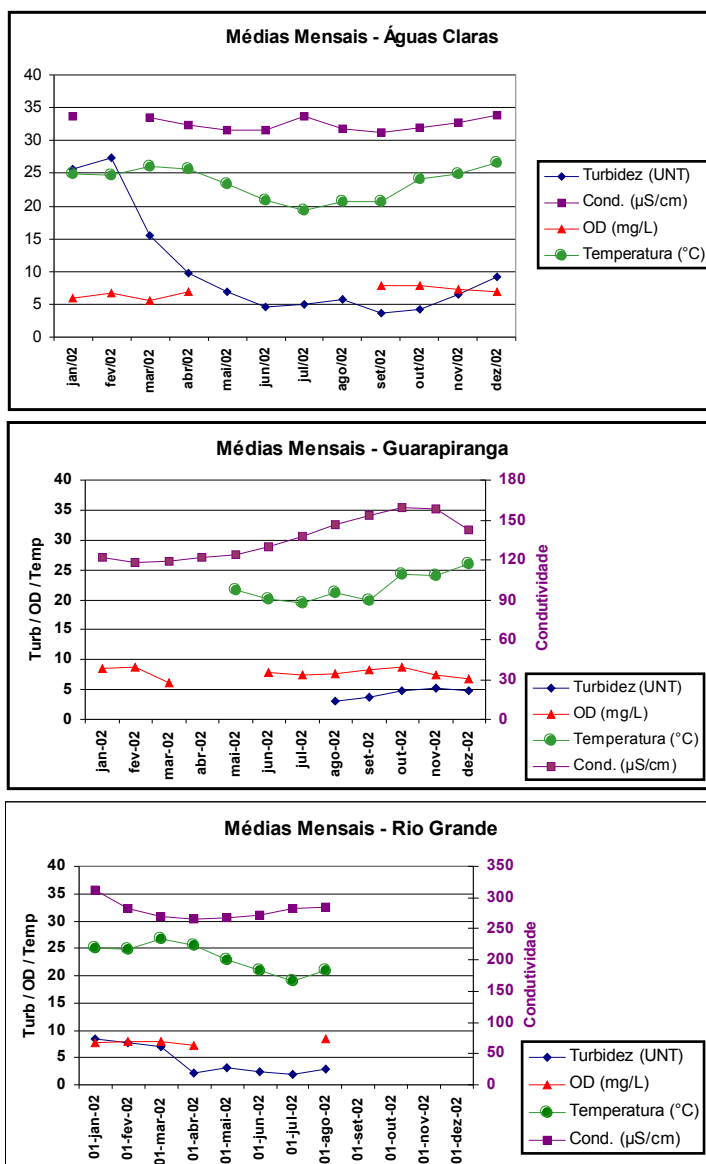 Médias Mensais - Águas Claras
40
35
30
25
20
15
10
5
0
jan/02
fev/02
mar/02
abr/02
mai/02
jun/02
jul/02
ago/02
set/02
out/02
nov/02
dez/02
Turbidez (UNT)
Cond. (µS/cm)
OD (mg/L)
Temperatura (°C)
Médias Mensais - Guarapiranga
Turb / OD / Temp
40
35
30
25
20
15
10
5
0
180
150
120
90
60
30
0
Condutividade
jan-02
fev-02
mar-02
abr-02
mai-02
jun-02
jul-02
ago-02
set-02
out-02
nov-02
dez-02
Turbidez (UNT)
OD (mg/L)
Temperatura (°C)
Cond. (µS/cm)
Médias Mensais - Rio Grande
Turb / OD / Temp
40
35
30
25
20
15
10
5
0
350
300
250
200
150
100
50
0
Condutividade
01-jan-02
01-fev-02
01-mar-02
01-abr-02
01-mai-02
01-jun-02
01-jul-02
01-ago-02
01-set-02
01-out-02
01-nov-02
01-dez-02
Turbidez (UNT)
OD (mg/L)
Temperatura (°C)
Cond. (µS/cm)